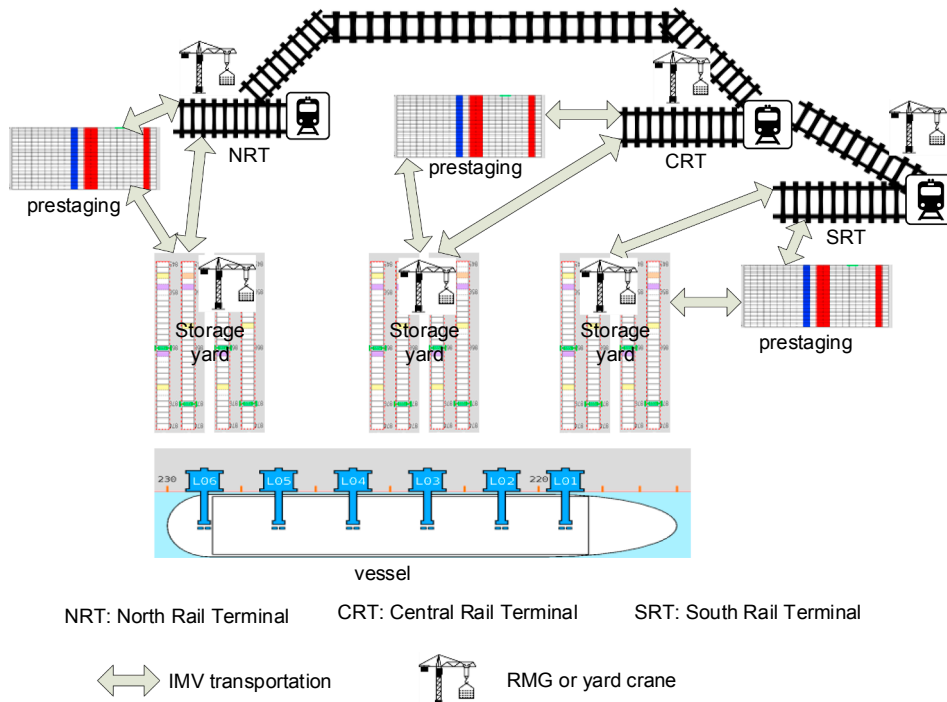 NRT
CRT
prestaging
prestaging
SRT
Storage
yard
Storage
yard
Storage
yard
prestaging
230
L06
L05
L04
L03
L02
220
L01
vessel
NRT: North Rail Terminal
CRT: Central Rail Terminal
SRT: South Rail Terminal
IMV transportation
RMG or yard crane